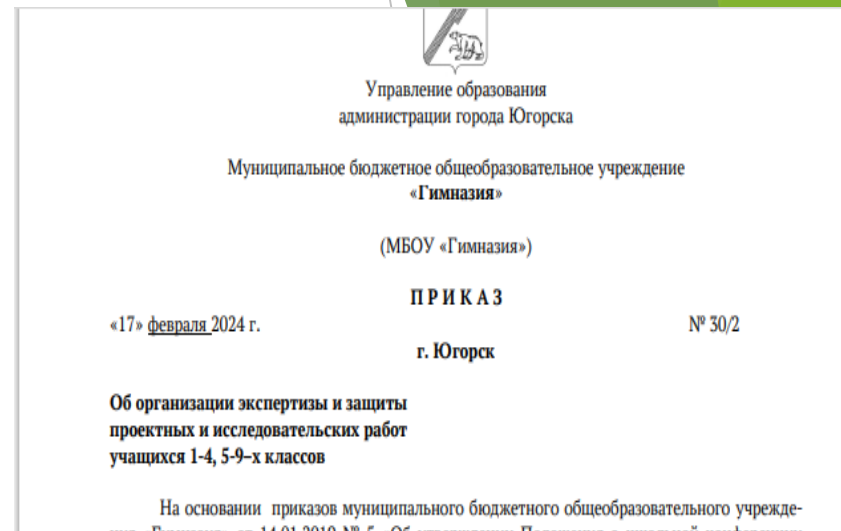 Управление образования
администрации города Югорска
Муниципальное бюджетное общеобразовательное учреждение
«Гимназия»
(МБОУ «Гимназия»)
П Р И К А З
«17» февраля 2024 г. № 30/2
г. Югорск
Об организации экспертизы и защиты
проектных и исследовательских работ
учащихся 1-4, 5-9–х классов
На основании приказов муниципального бюджетного общеобразовательного учрежде-